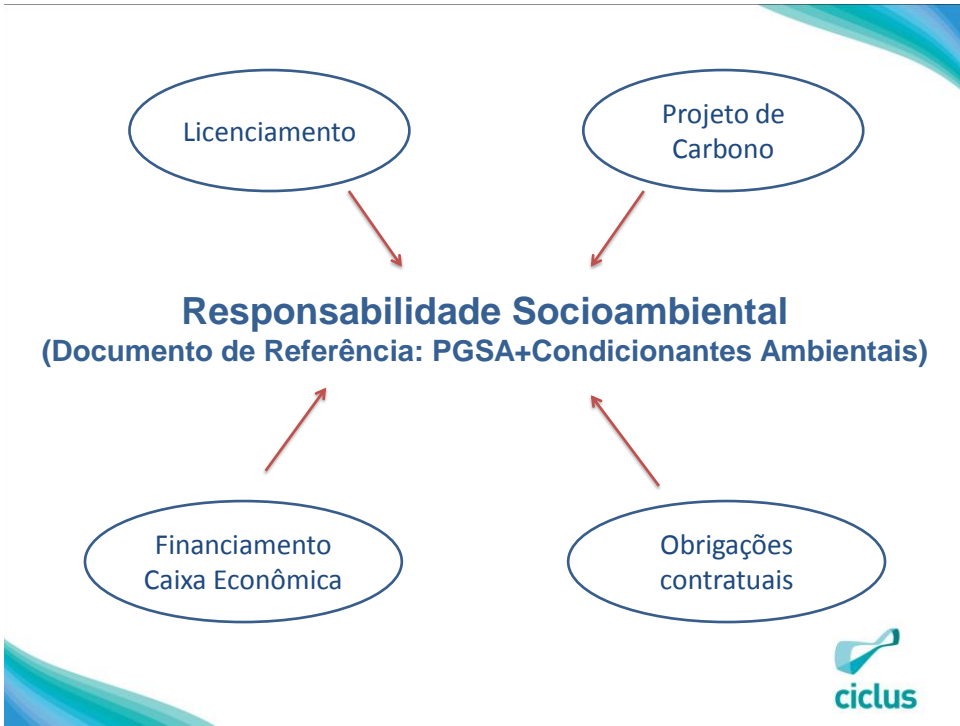 Licenciamento
Projeto de
Carbono
Responsabilidade Socioambiental
(Documento de Referência: PGSA+Condicionantes Ambientais)
Financiamento
Caixa Econômica
Obrigações
contratuais
ciclus